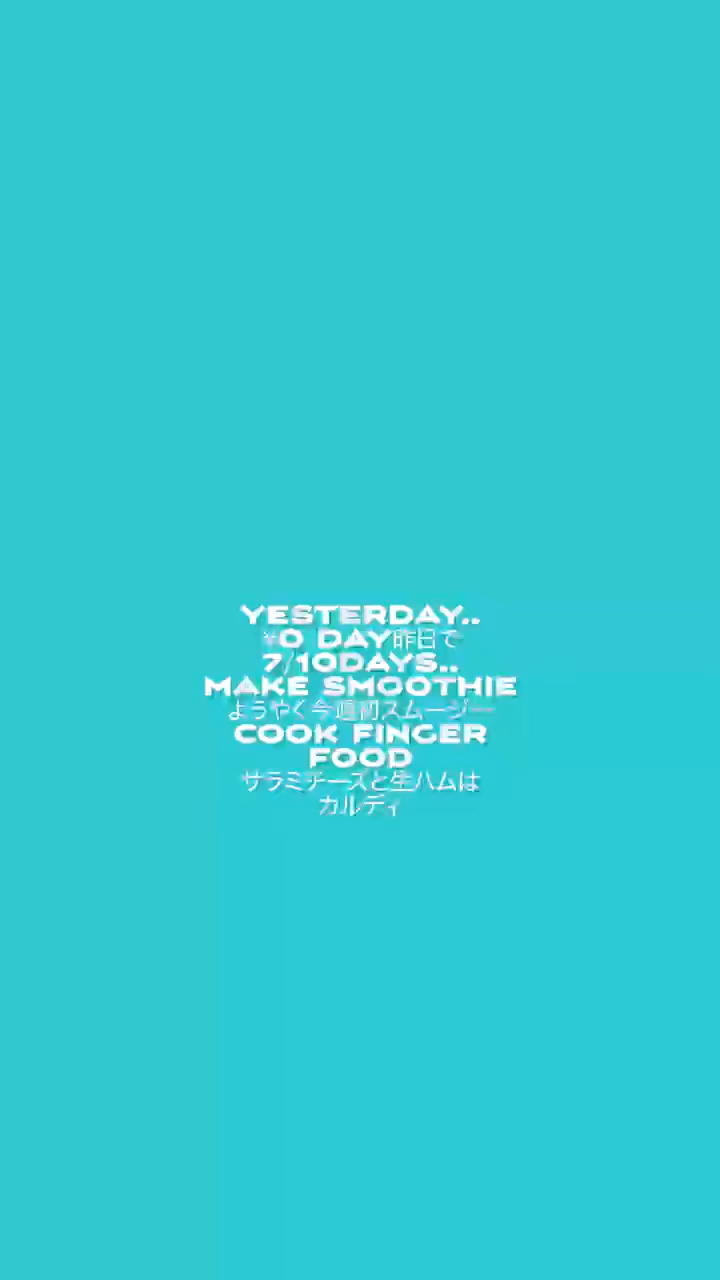 YESTERDAY..
¥0 DAY昨日で
7/10DAYS..
MAKE SMOOTHIE
ようやく今週初スムージー
COOK FINGER
FOOD
サラミチーズと生ハムは
カルディ